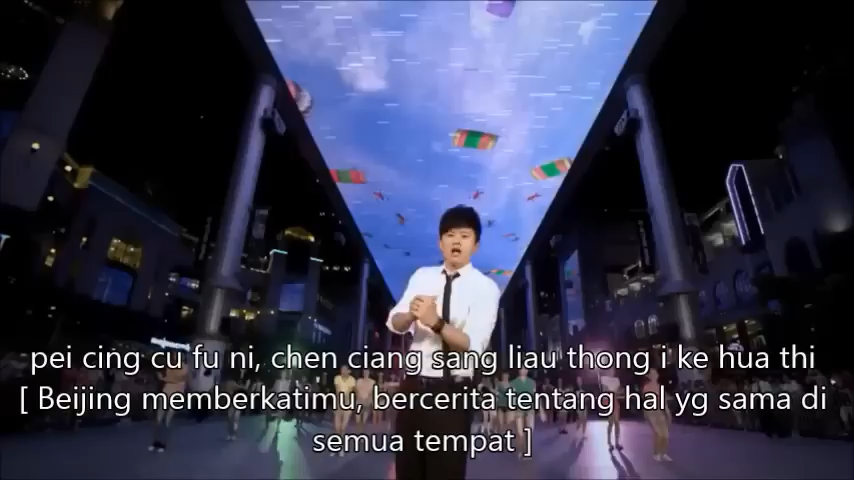 pei cing cu fu ni, chen ciang sang liau thong i ke hua thi
[ Beijing memberkatimu, bercerita tentang hal yg sama di
semua tempat ]